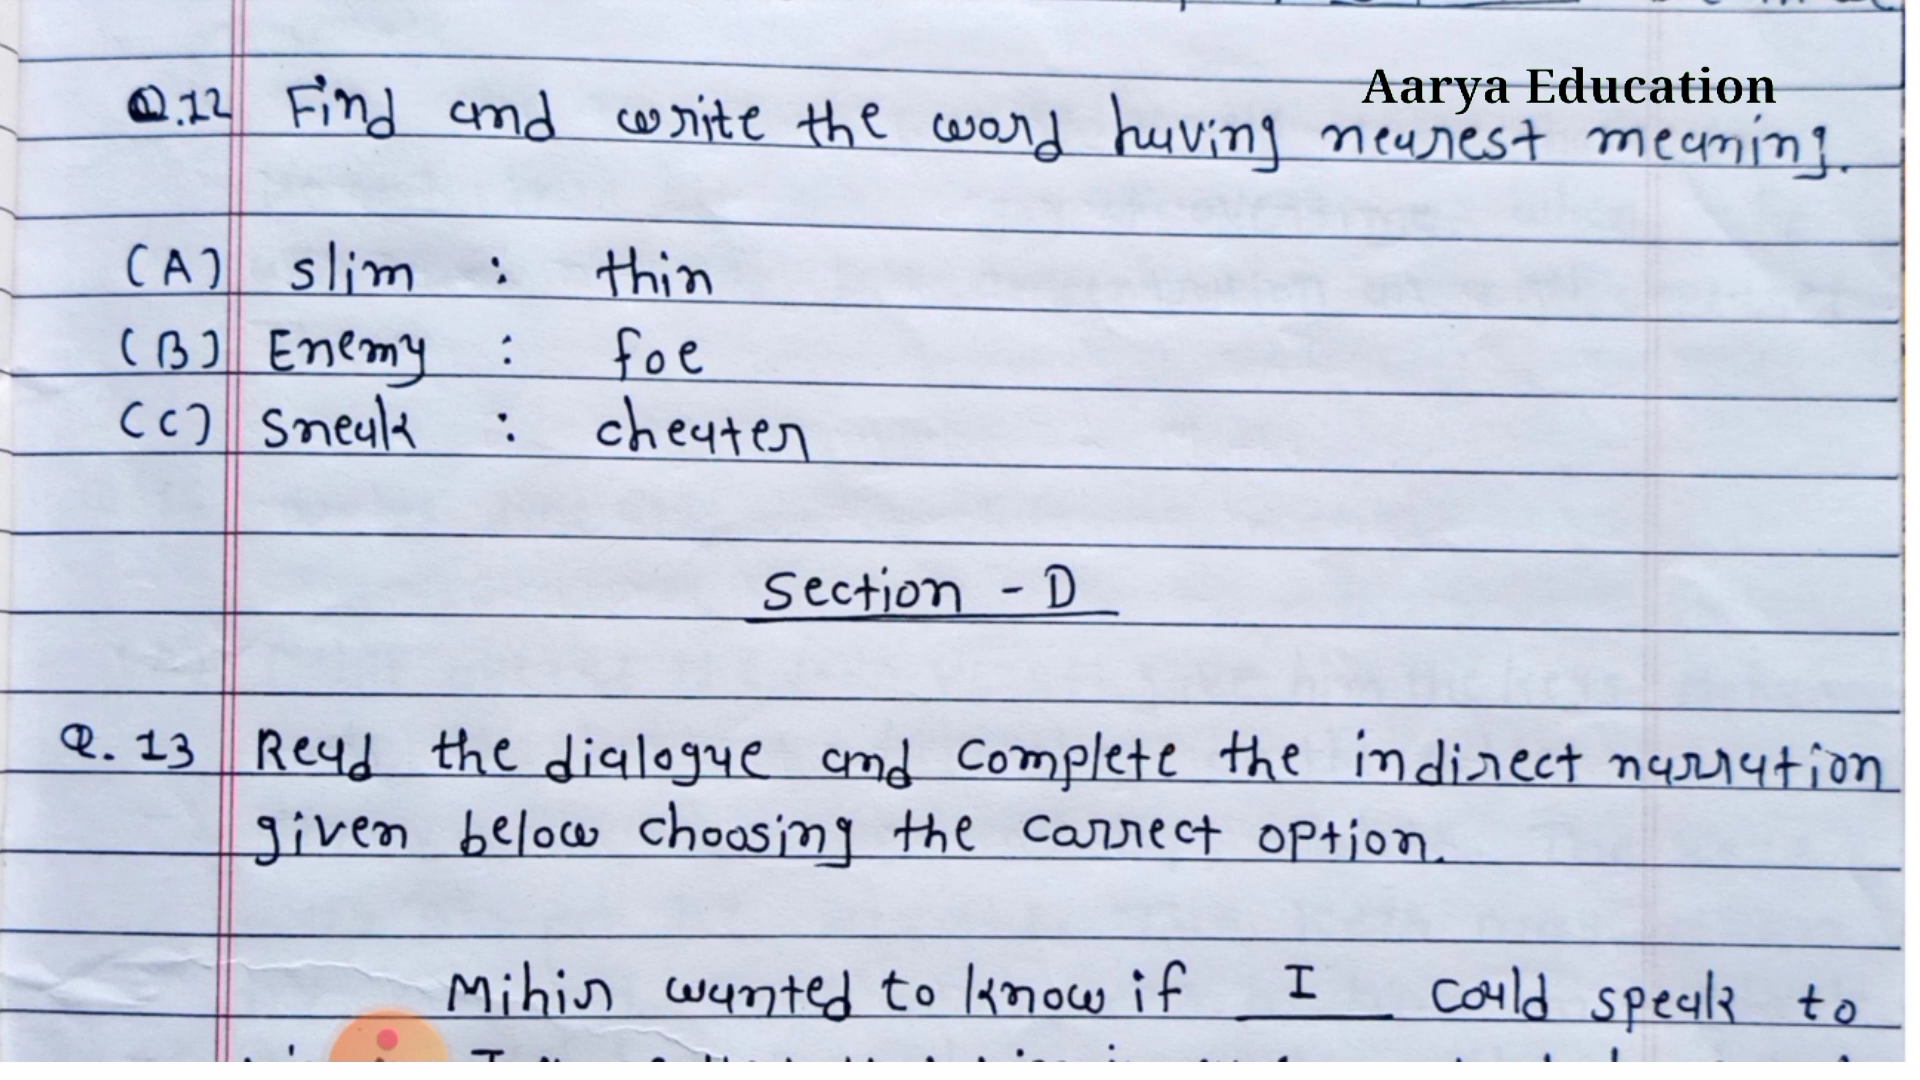 Aarya Education
Q.12 Find and write the word having nearest meaning.
(A) slim : thin
(B) Enemy : foe
(C) Sneak : cheater
Section - D
Q. 13 Read the dialogue and complete the indirect narration
given below choosing the correct option.
Mihir wanted to know if I could speak to